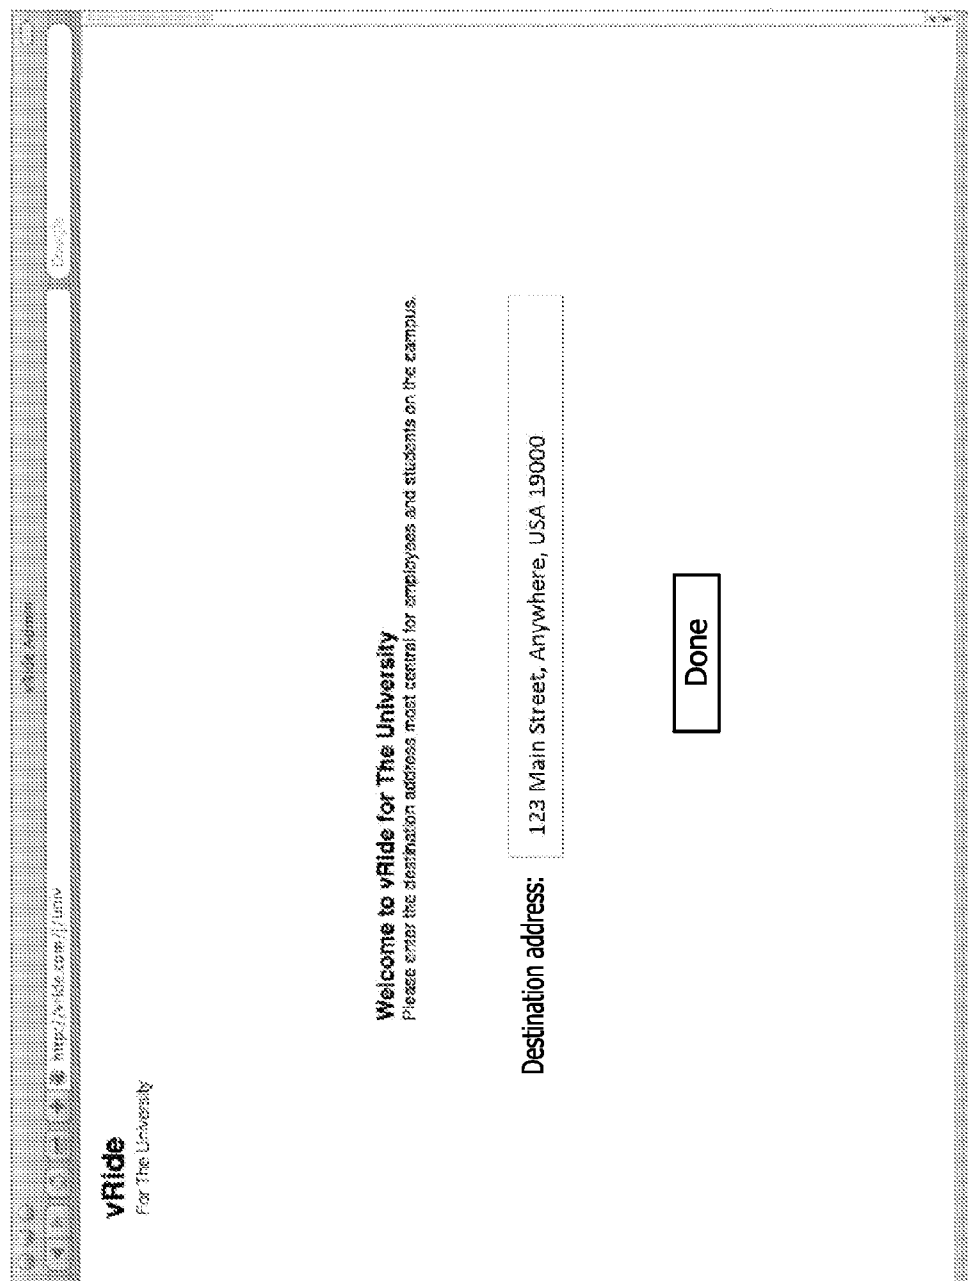 Google
vRide
For The University
Welcome to vRide for The University
Please enter the destination address most central for employees and students on the campus.
Destination address:
123 Main Street, Anywhere, USA 19000
Done